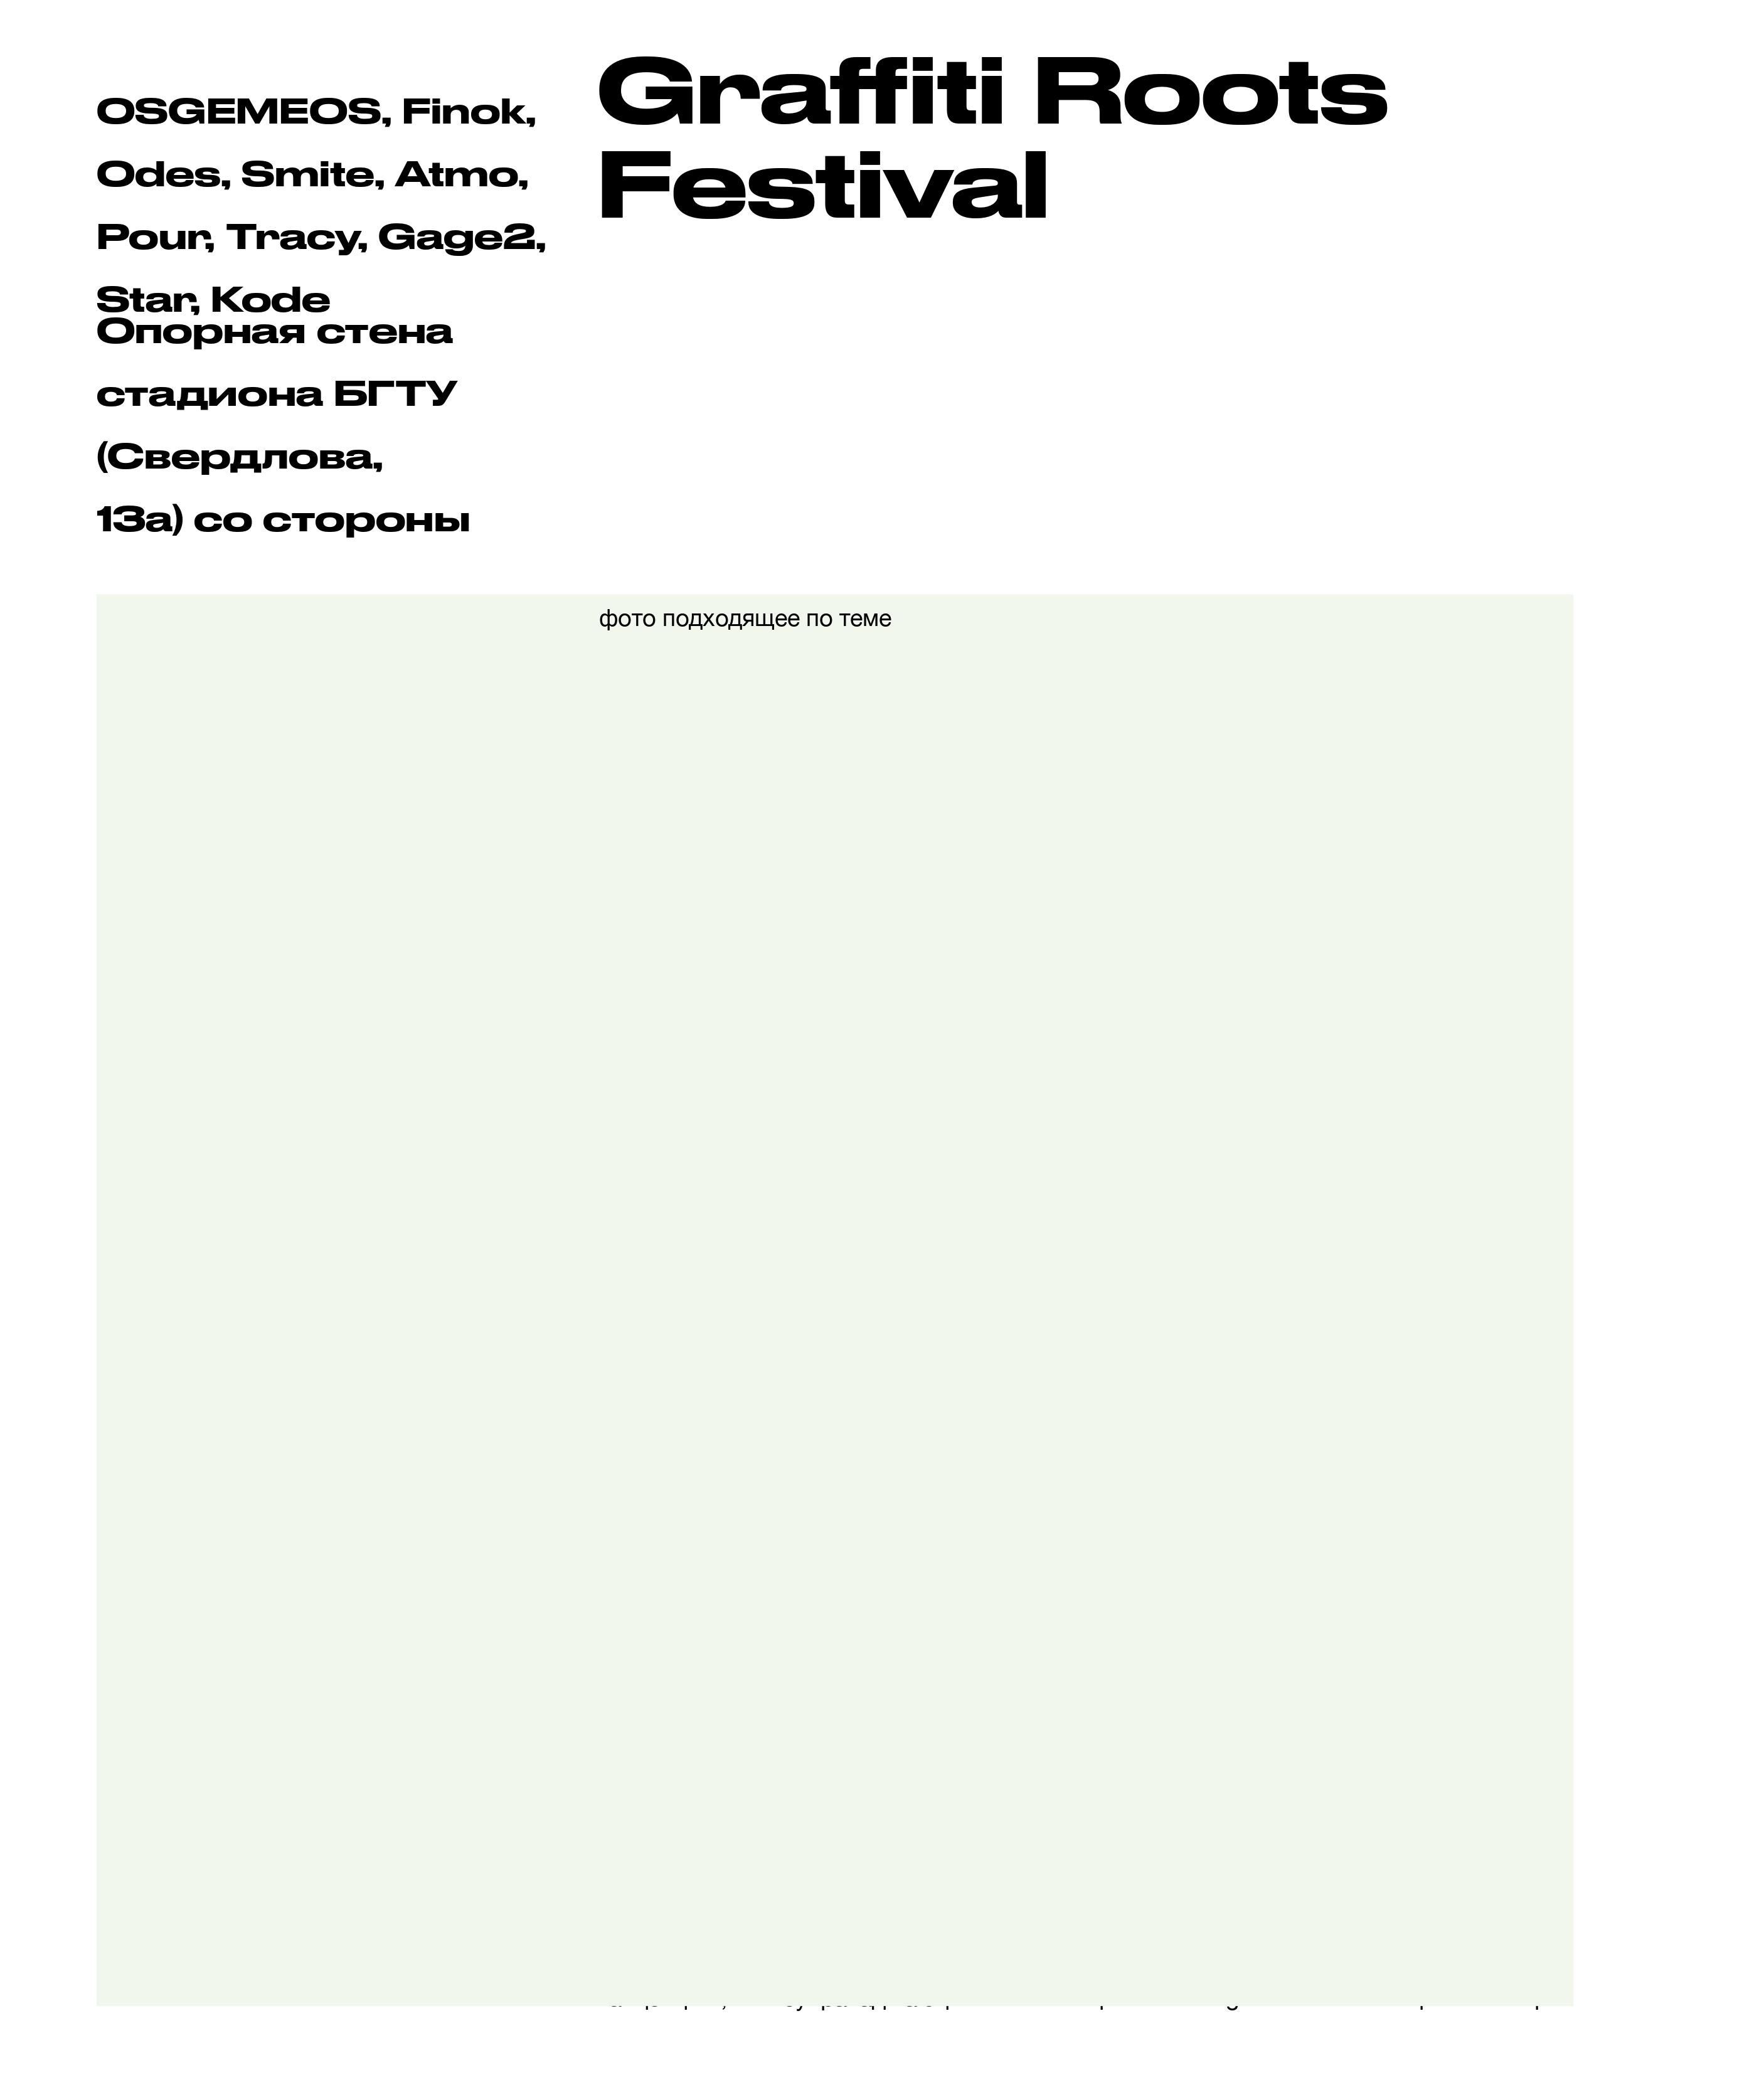 Graffiti Roots
Festival
OSGEMEOS, Finok,
Odes, Smite, Atmo,
Pour, Tracy, Gage2,
Star, Kode
Опорная стена
стадиона БГТУ
(Свердлова,
13а) со стороны
фото подходящее по теме